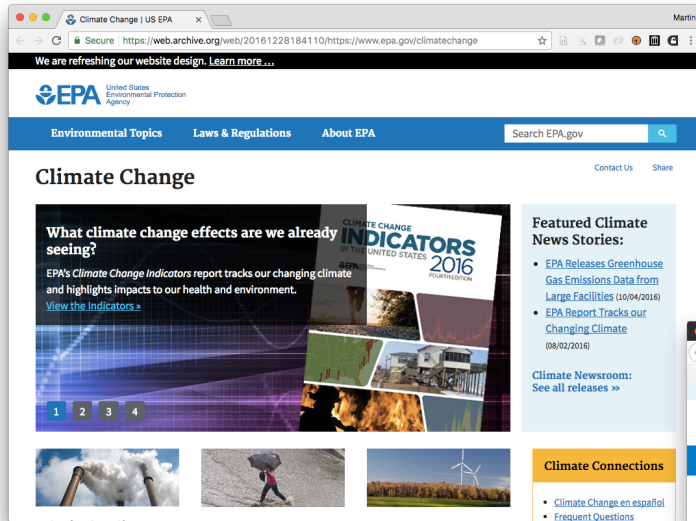 Climate Change | US EPA
Martin
Secure https://web.archive.org/web/20161228184110/https://www.epa.gov/climatechange
We are refreshing our website design. Learn more …
EPA
United States
Environmental Protection
Agency
Environmental Topics
Laws & Regulations
About EPA
Search EPA.gov
Contact Us
Share
Climate Change
What climate change effects are we already
seeing?
EPA's Climate Change Indicators report tracks our changing climate
and highlights impacts to our health and environment.
View the Indicators »
CLIMATE CHANGE
INDICATORS
IN THE UNITED STATES
2016
EPA
FOURTH EDITION
1 2 3 4
Featured Climate
News Stories:
• EPA Releases Greenhouse
Gas Emissions Data from
Large Facilities (10/04/2016)
• EPA Report Tracks our
Changing Climate
(08/02/2016)
Climate Newsroom:
See all releases »
Climate Connections
• Climate Change en español
• Frequent Questions